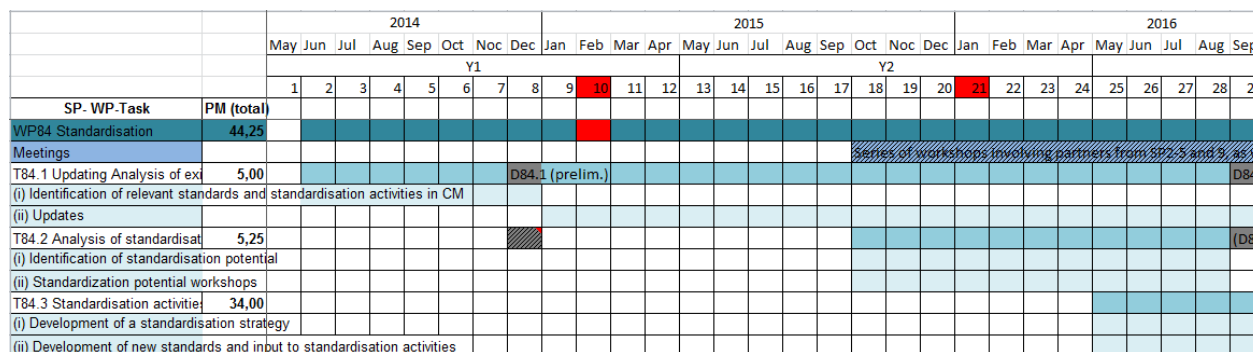 2014 2015 2016
May Jun Jul Aug Sep Oct Noc Dec Jan Feb Mar Apr May Jun Jul Aug Sep Oct Noc Dec Jan Feb Mar Apr May Jun Jul Aug Sep
Y1 Y2
1 2 3 4 5 6 7 8 9 10 11 12 13 14 15 16 17 18 19 20 21 22 23 24 25 26 27 28 2
SP- WP-Task PM (total)
WP84 Standardisation 44,25
Meetings Series of workshops involving partners from SP2-5 and 9, as
T84.1 Updating Analysis of exi 5,00 D84.1 (prelim.) D84
(i) Identification of relevant standards and standardisation activities in CM
(ii) Updates
T84.2 Analysis of standardisat 5,25 (D8
(i) Identification of standardisation potential
(ii) Standardization potential workshops
T84.3 Standardisation activitie 34,00
(i) Development of a standardisation strategy
(ii) Development of new standards and input to standardisation activities